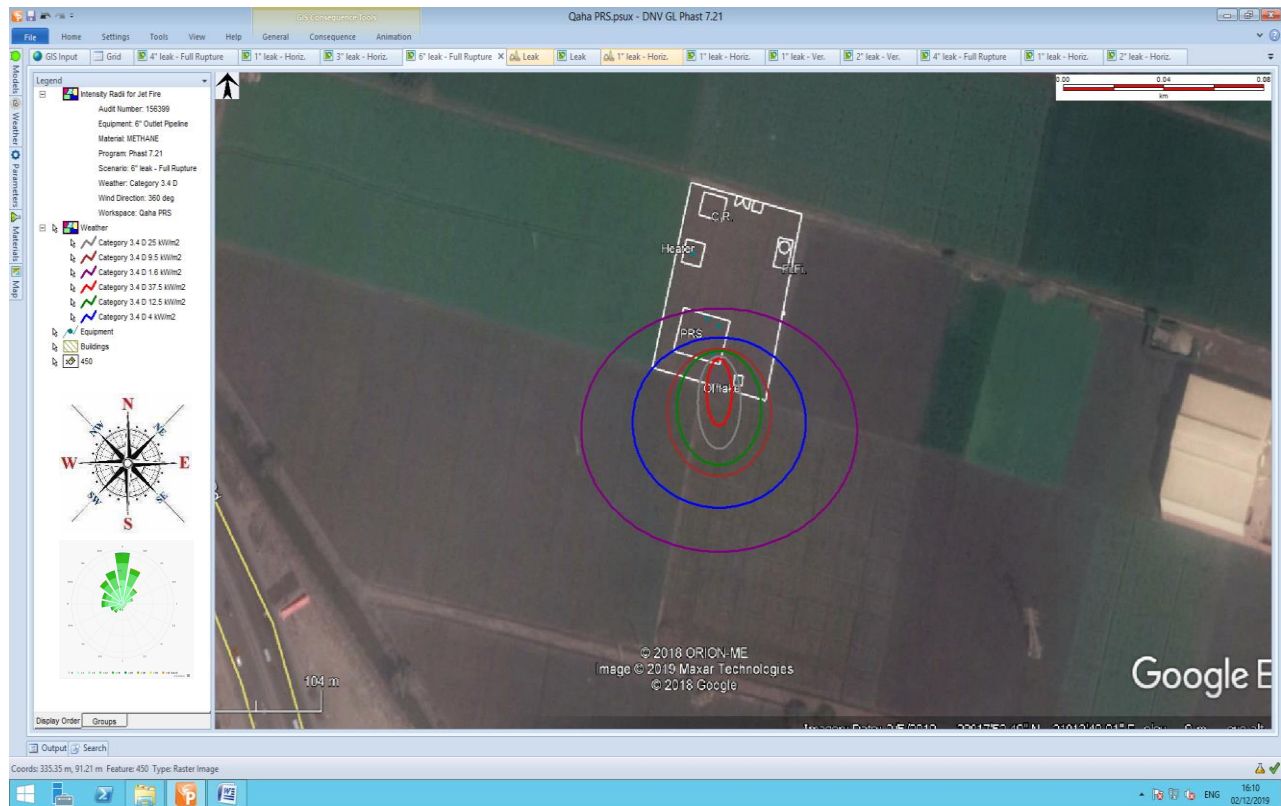 GIS Consequence Tools
Qaha PRS.psux - DNV GL Phast 7.21
File Home Settings Tools View Help General Consequence Animation
GIS Input Grid 4" leak - Full Rupture 1" leak - Horiz. 3" leak - Horiz. 6" leak - Full Rupture Leak Leak 1" leak - Horiz. 1" leak - Horiz. 1" leak - Ver. 2" leak - Ver. 4" leak - Full Rupture 1" leak - Horiz. 2" leak - Horiz.
Models
Weather
Parameters
Materials
Map
Legend
Intensity Radii for Jet Fire
Audit Number: 156399
Equipment: 6" Outlet Pipeline
Material: METHANE
Program: Phast 7.21
Scenario: 6" leak - Full Rupture
Weather: Category 3.4 D
Wind Direction: 360 deg
Workspace: Qaha PRS
Weather
Category 3.4 D 25 kW/m2
Category 3.4 D 9.5 kW/m2
Category 3.4 D 1.6 kW/m2
Category 3.4 D 37.5 kW/m2
Category 3.4 D 12.5 kW/m2
Category 3.4 D 4 kW/m2
Equipment
Buildings
450
N
NW NE
W E
SW SE
S
0.00 0.04 0.08
km
C.R.
Heater
F.F.
PRS
Offtake
© 2018 ORION-ME
Image © 2019 Maxar Technologies
© 2018 Google
Google E
104 m
Display Order Groups
Output Search
Coords: 335.35 m, 91.21 m Feature: 450 Type: Raster Image
ENG
16:10
02/12/2019